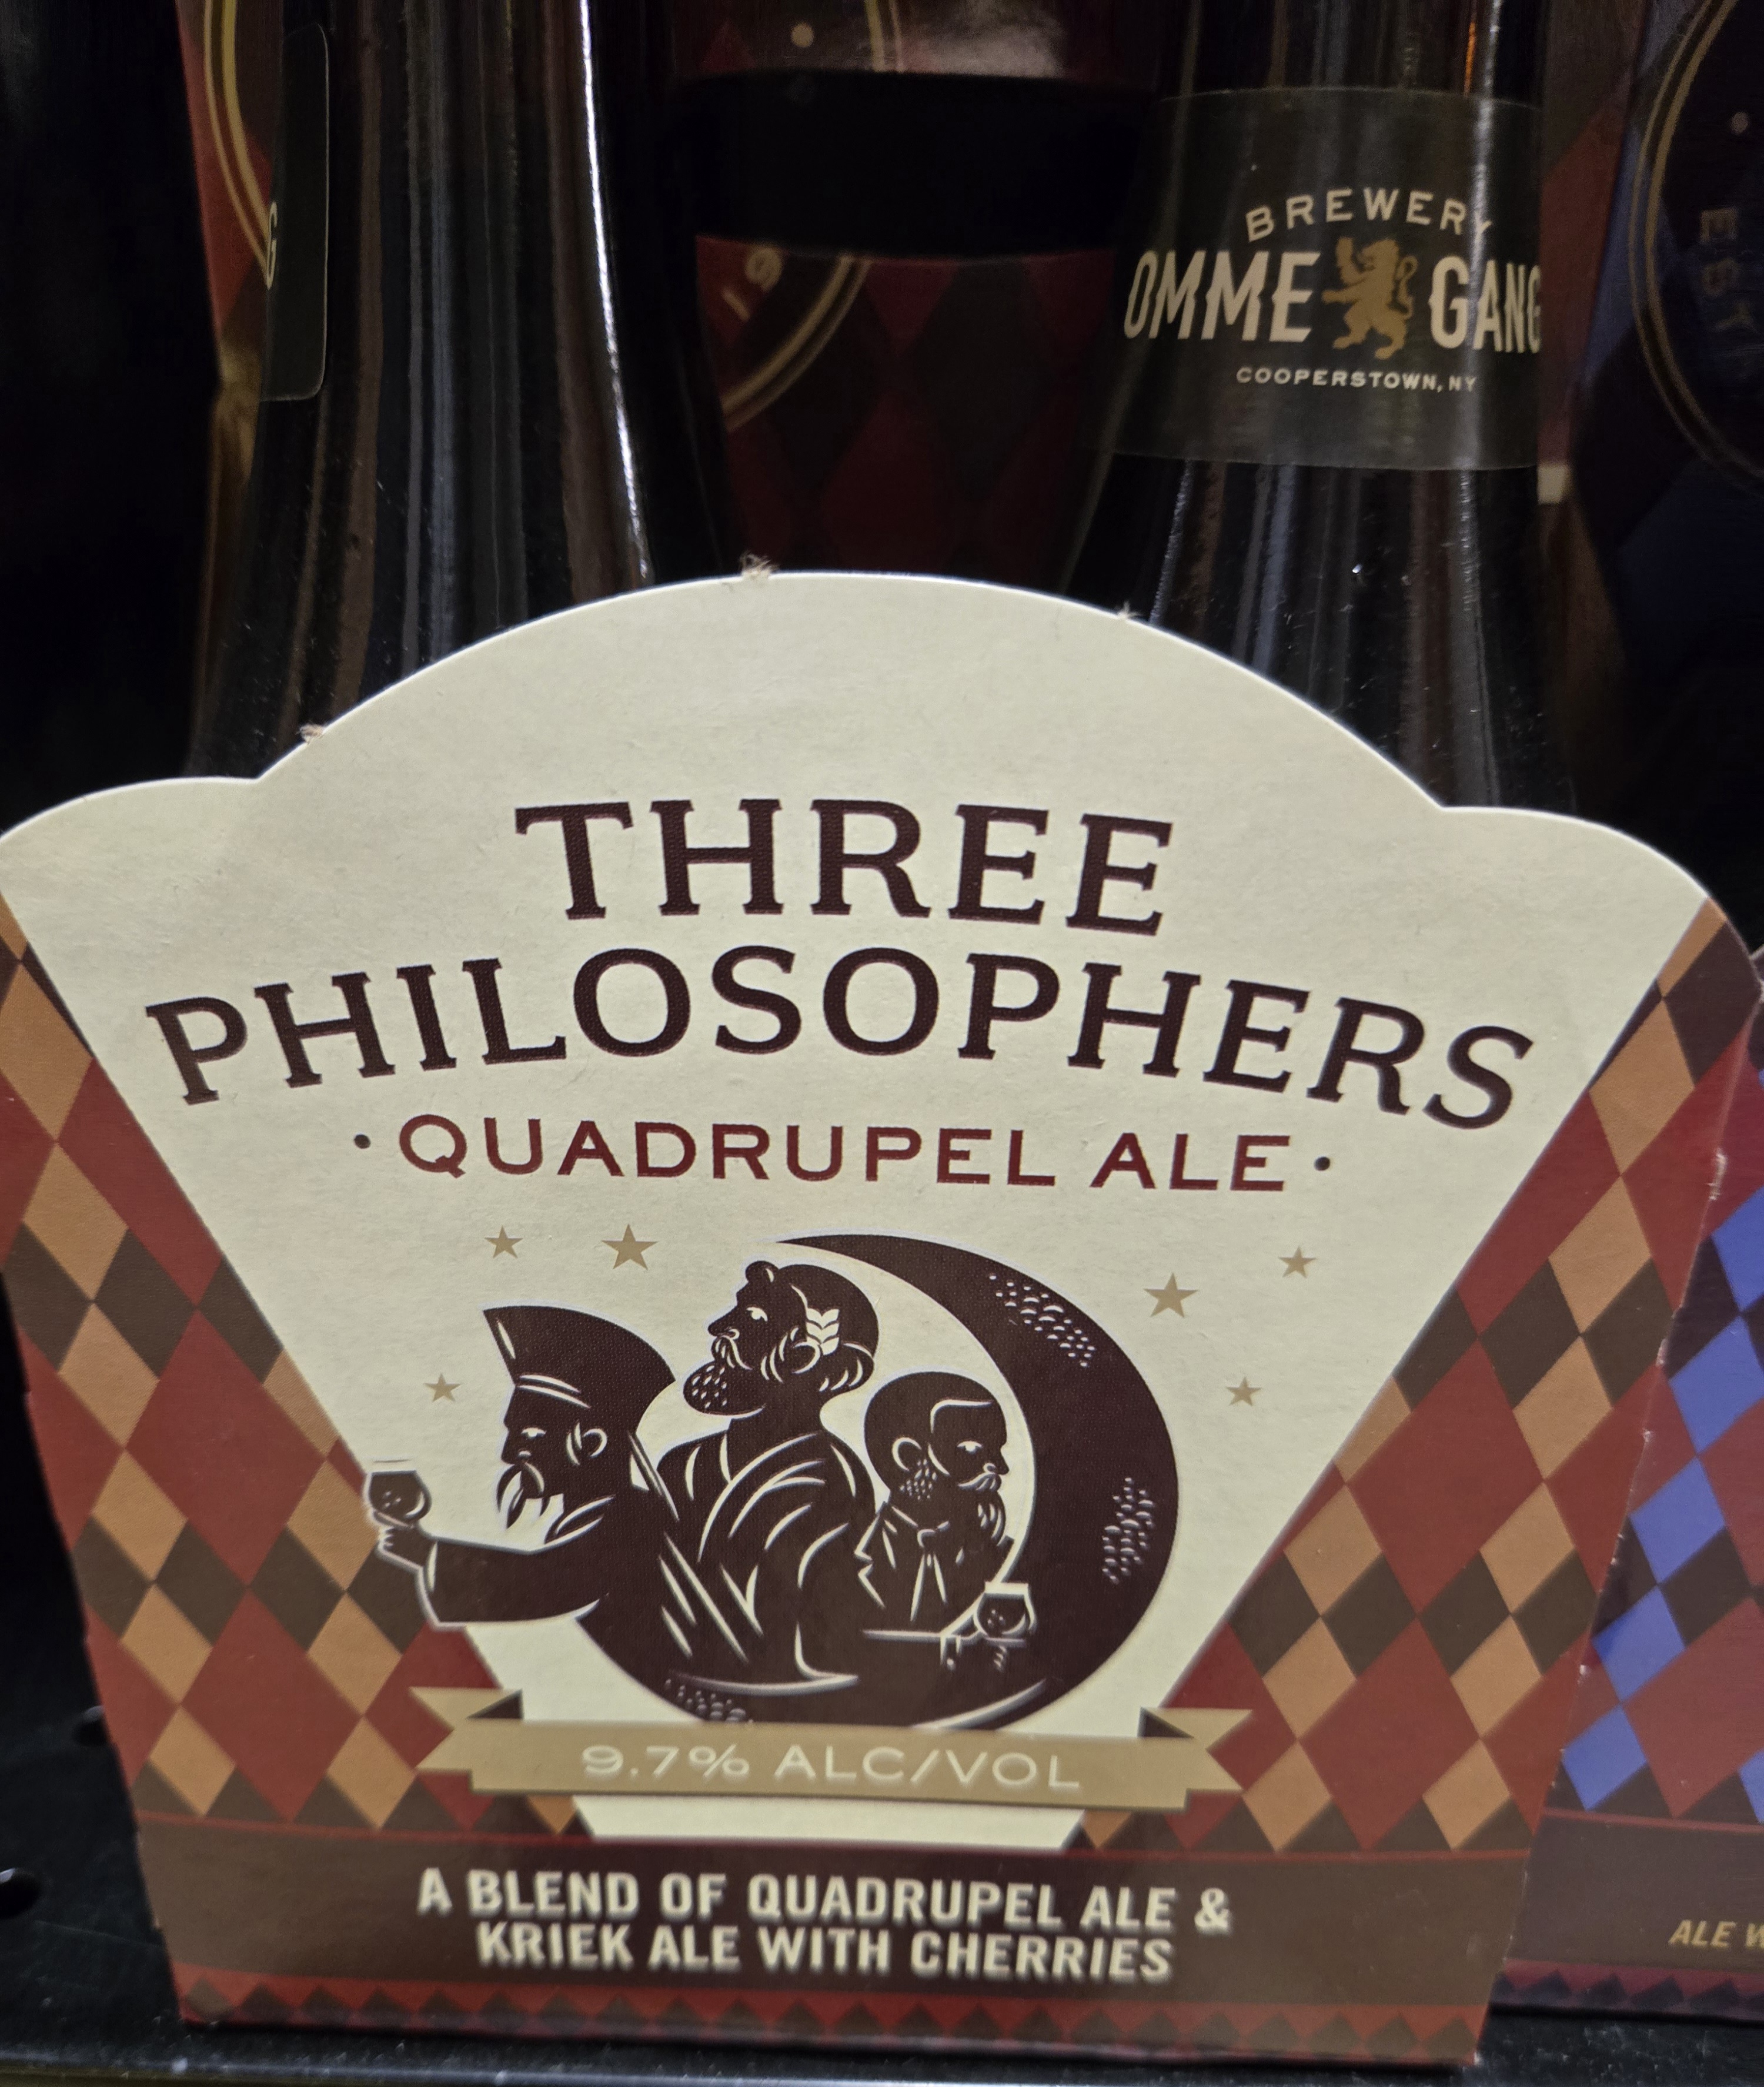 BREWERY
OMME GANG
COOPERSTOWN, NY
THREE
PHILOSOPHERS
• QUADRUPEL ALE •
9.7% ALC/VOL
A BLEND OF QUADRUPEL ALE &
KRIEK ALE WITH CHERRIES
ALE